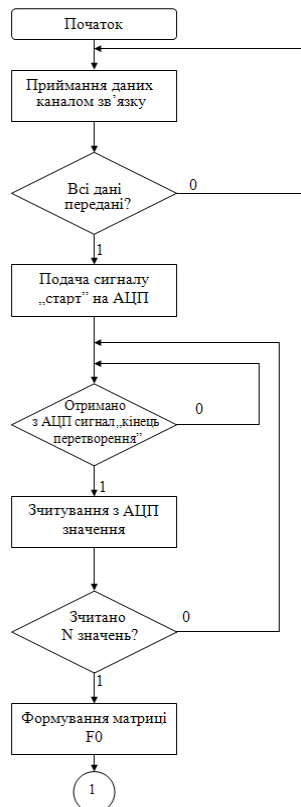 Початок
Приймання даних
каналом зв’язку
Всі дані
передані?
0
1
Подача сигналу
„старт” на АЦП
Отримано
з АЦП сигнал„кінець
перетворення”
0
1
Зчитування з АЦП
значення
Зчитано
N значень?
0
1
Формування матриці
F0
1